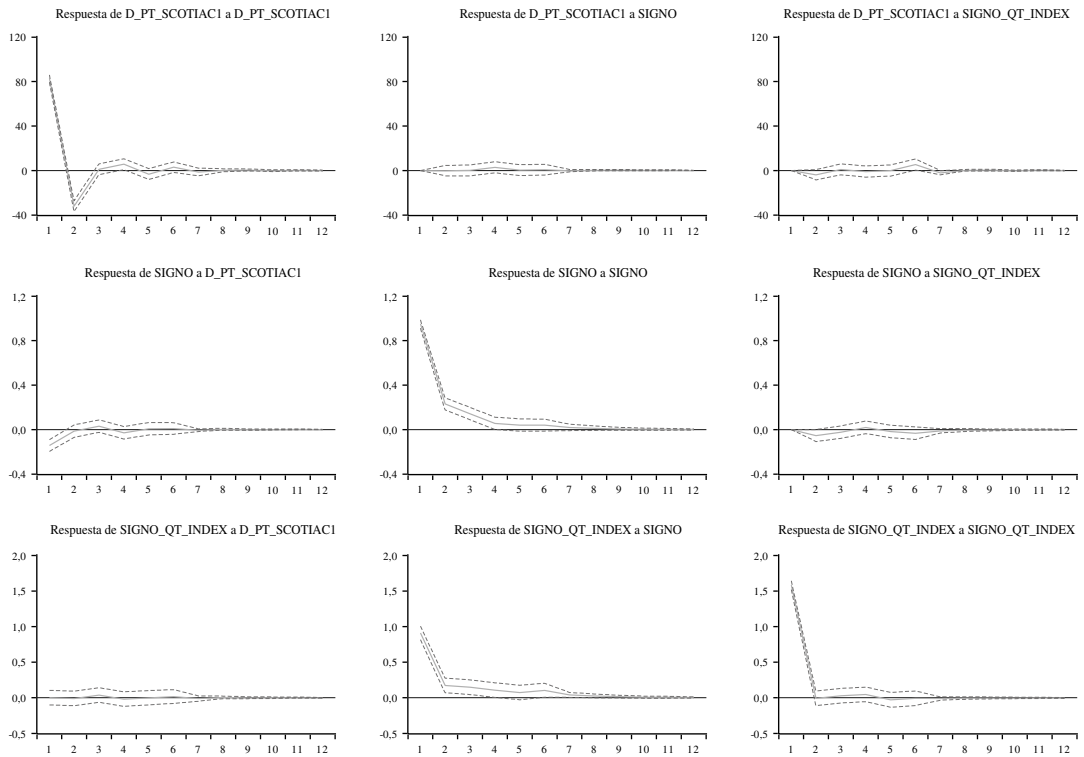 Respuesta de D_PT_SCOTIAC1 a D_PT_SCOTIAC1
120
80
40
0
-40
1 2 3 4 5 6 7 8 9 10 11 12
Respuesta de D_PT_SCOTIAC1 a SIGNO
120
80
40
0
-40
1 2 3 4 5 6 7 8 9 10 11 12
Respuesta de D_PT_SCOTIAC1 a SIGNO_QT_INDEX
120
80
40
0
-40
1 2 3 4 5 6 7 8 9 10 11 12
Respuesta de SIGNO a D_PT_SCOTIAC1
1,2
0,8
0,4
0,0
-0,4
1 2 3 4 5 6 7 8 9 10 11 12
Respuesta de SIGNO a SIGNO
1,2
0,8
0,4
0,0
-0,4
1 2 3 4 5 6 7 8 9 10 11 12
Respuesta de SIGNO a SIGNO_QT_INDEX
1,2
0,8
0,4
0,0
-0,4
1 2 3 4 5 6 7 8 9 10 11 12
Respuesta de SIGNO_QT_INDEX a D_PT_SCOTIAC1
2,0
1,5
1,0
0,5
0,0
-0,5
1 2 3 4 5 6 7 8 9 10 11 12
Respuesta de SIGNO_QT_INDEX a SIGNO
2,0
1,5
1,0
0,5
0,0
-0,5
1 2 3 4 5 6 7 8 9 10 11 12
Respuesta de SIGNO_QT_INDEX a SIGNO_QT_INDEX
2,0
1,5
1,0
0,5
0,0
-0,5
1 2 3 4 5 6 7 8 9 10 11 12